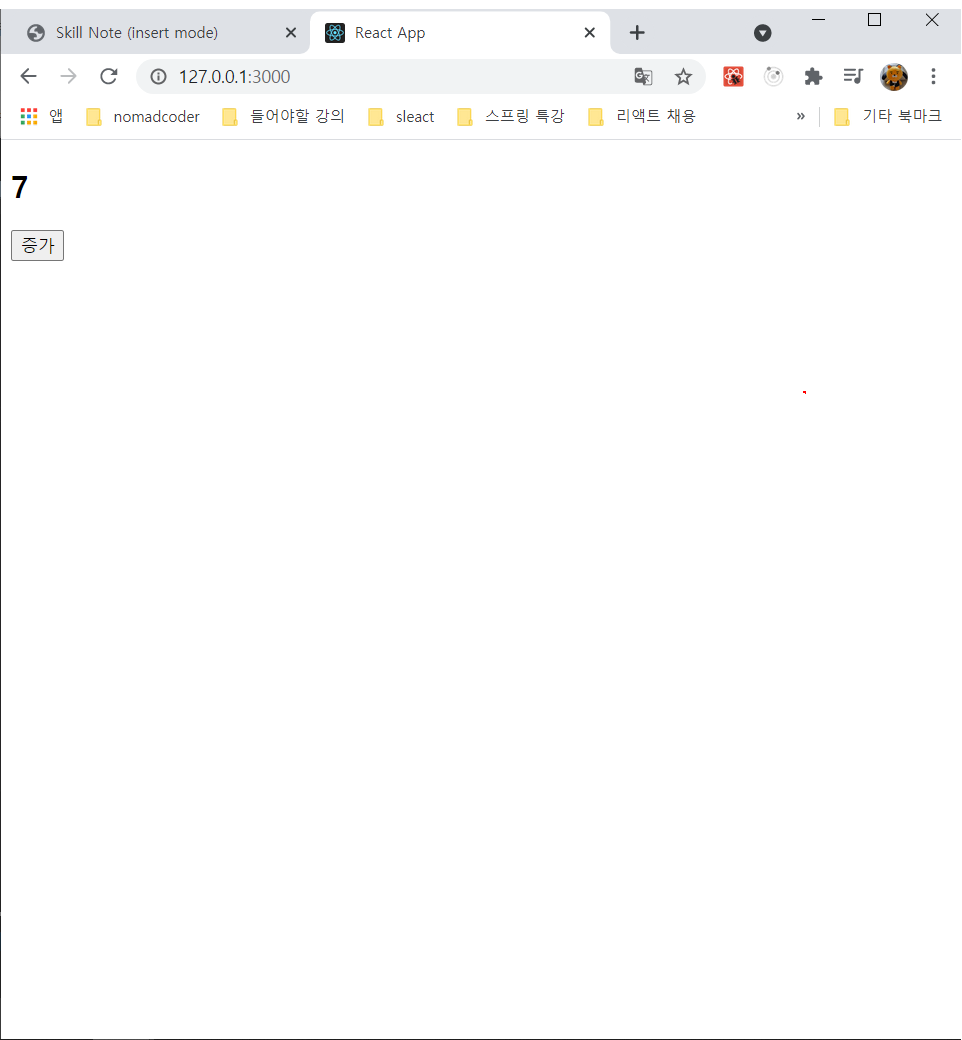 Skill Note (insert mode)
React App
127.0.0.1:3000
앱
nomadcoder
들어야할 강의
sleact
스프링 특강
리액트 채용
»
기타 북마크
7
증가